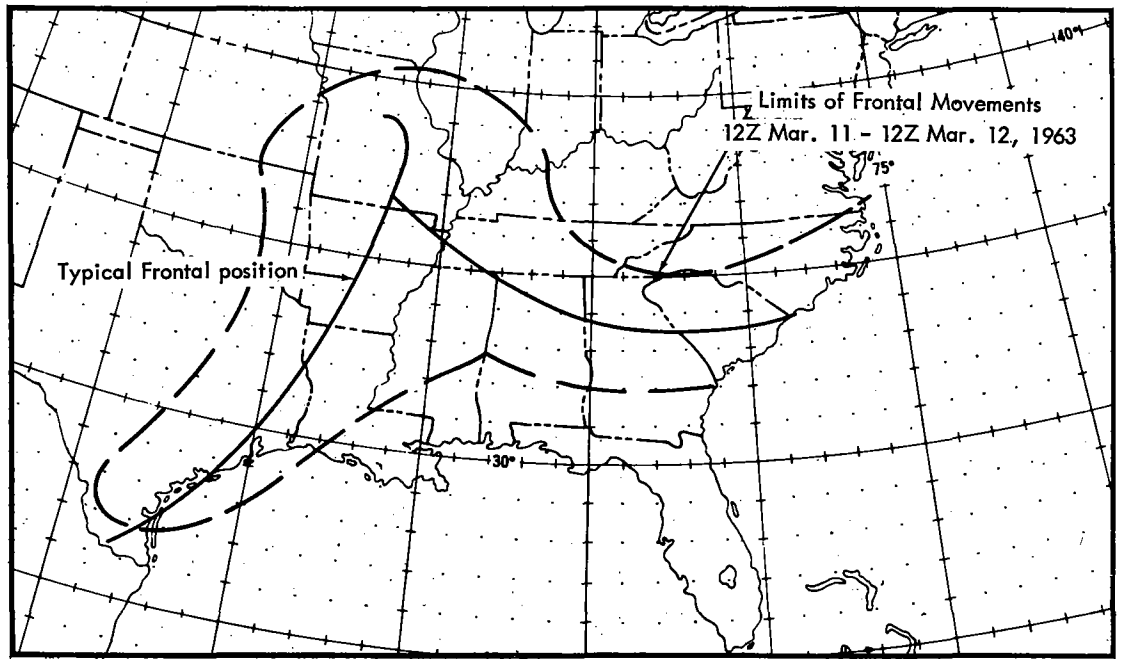 40°
Limits of Frontal Movements
12Z Mar. 11 - 12Z Mar. 12, 1963
75°
Typical Frontal position
30°